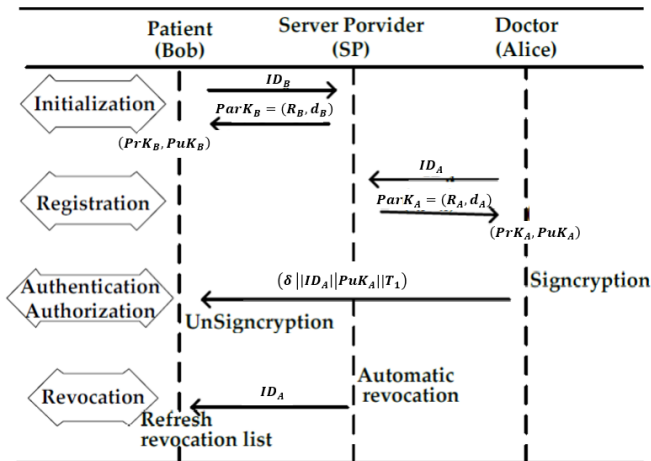 Patient
(Bob)
Server Porvider
(SP)
Doctor
(Alice)
Initialization
ID_B
ParK_B = (R_B, d_B)
(PrK_B, PuK_B)
Registration
ID_A
ParK_A = (R_A, d_A)
(PrK_A, PuK_A)
Authentication
Authorization
(δ ||ID_A||PuK_A||T_1)
Signcryption
UnSigncryption
Revocation
ID_A
Automatic
revocation
Refresh
revocation list